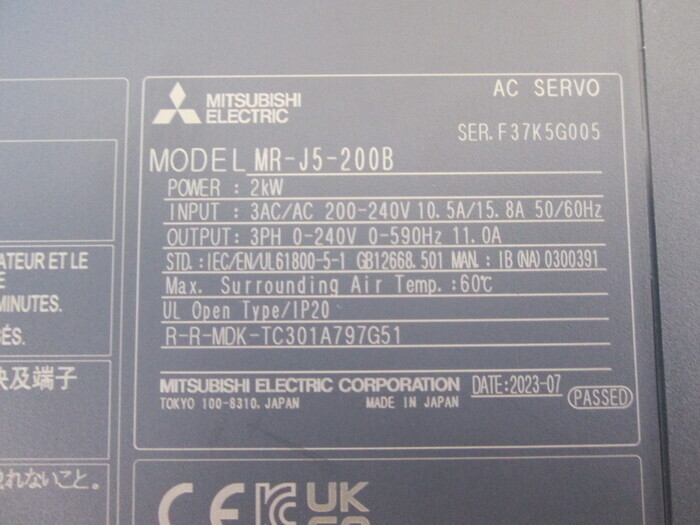 AC SERVO
MITSUBISHI
ELECTRIC
SER. F37K5G005
MODEL MR-J5-200B
POWER : 2kW
INPUT : 3AC/AC 200-240V 10.5A/15.8A 50/60Hz
OUTPUT: 3PH 0-240V 0-590Hz 11.0A
STD.: IEC/EN/UL61800-5-1 GB12668.501 MAN.: IB(NA)0300391
Max. Surrounding Air Temp.:60℃
UL Open Type/IP20
R-R-MDK-TC301A797G51
MITSUBISHI ELECTRIC CORPORATION DATE:2023-07
TOKYO 100-8310, JAPAN MADE IN JAPAN PASSED
ATEUR ET LE
E
MINUTES.
ÉS.
及端子
れないこと。
CE UK